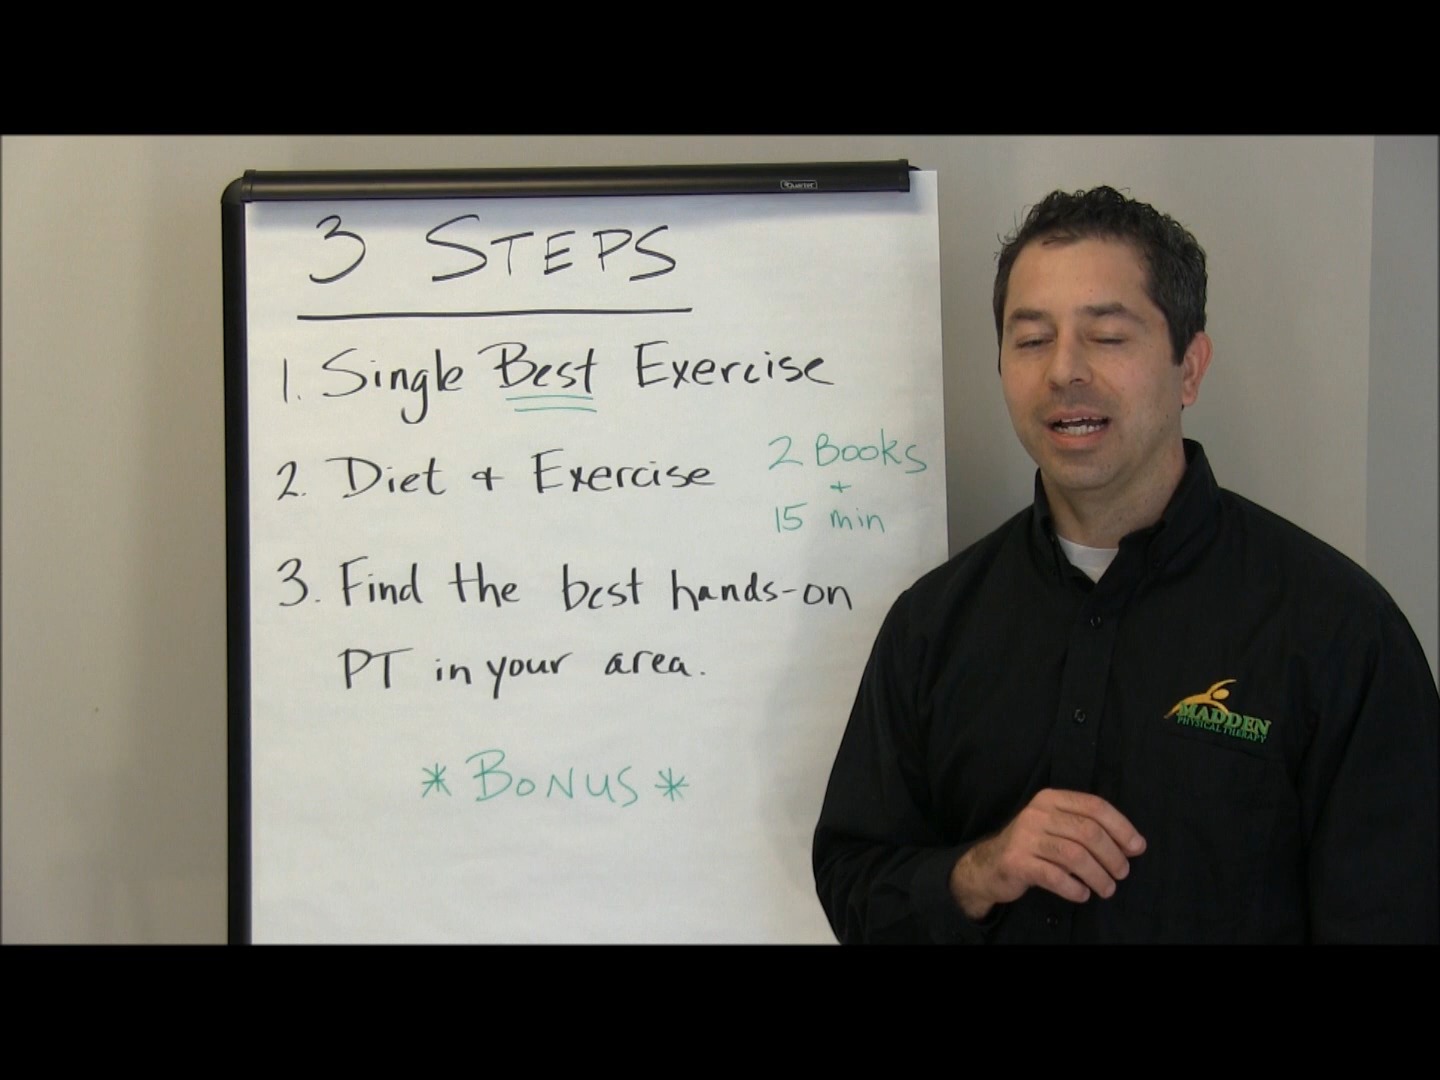 Quartet
3 STEPS
1. Single Best Exercise
2. Diet + Exercise
2 Books
+
15 min
3. Find the best hands-on
PT in your area.
* BONUS *
MADDEN
PHYSICAL THERAPY